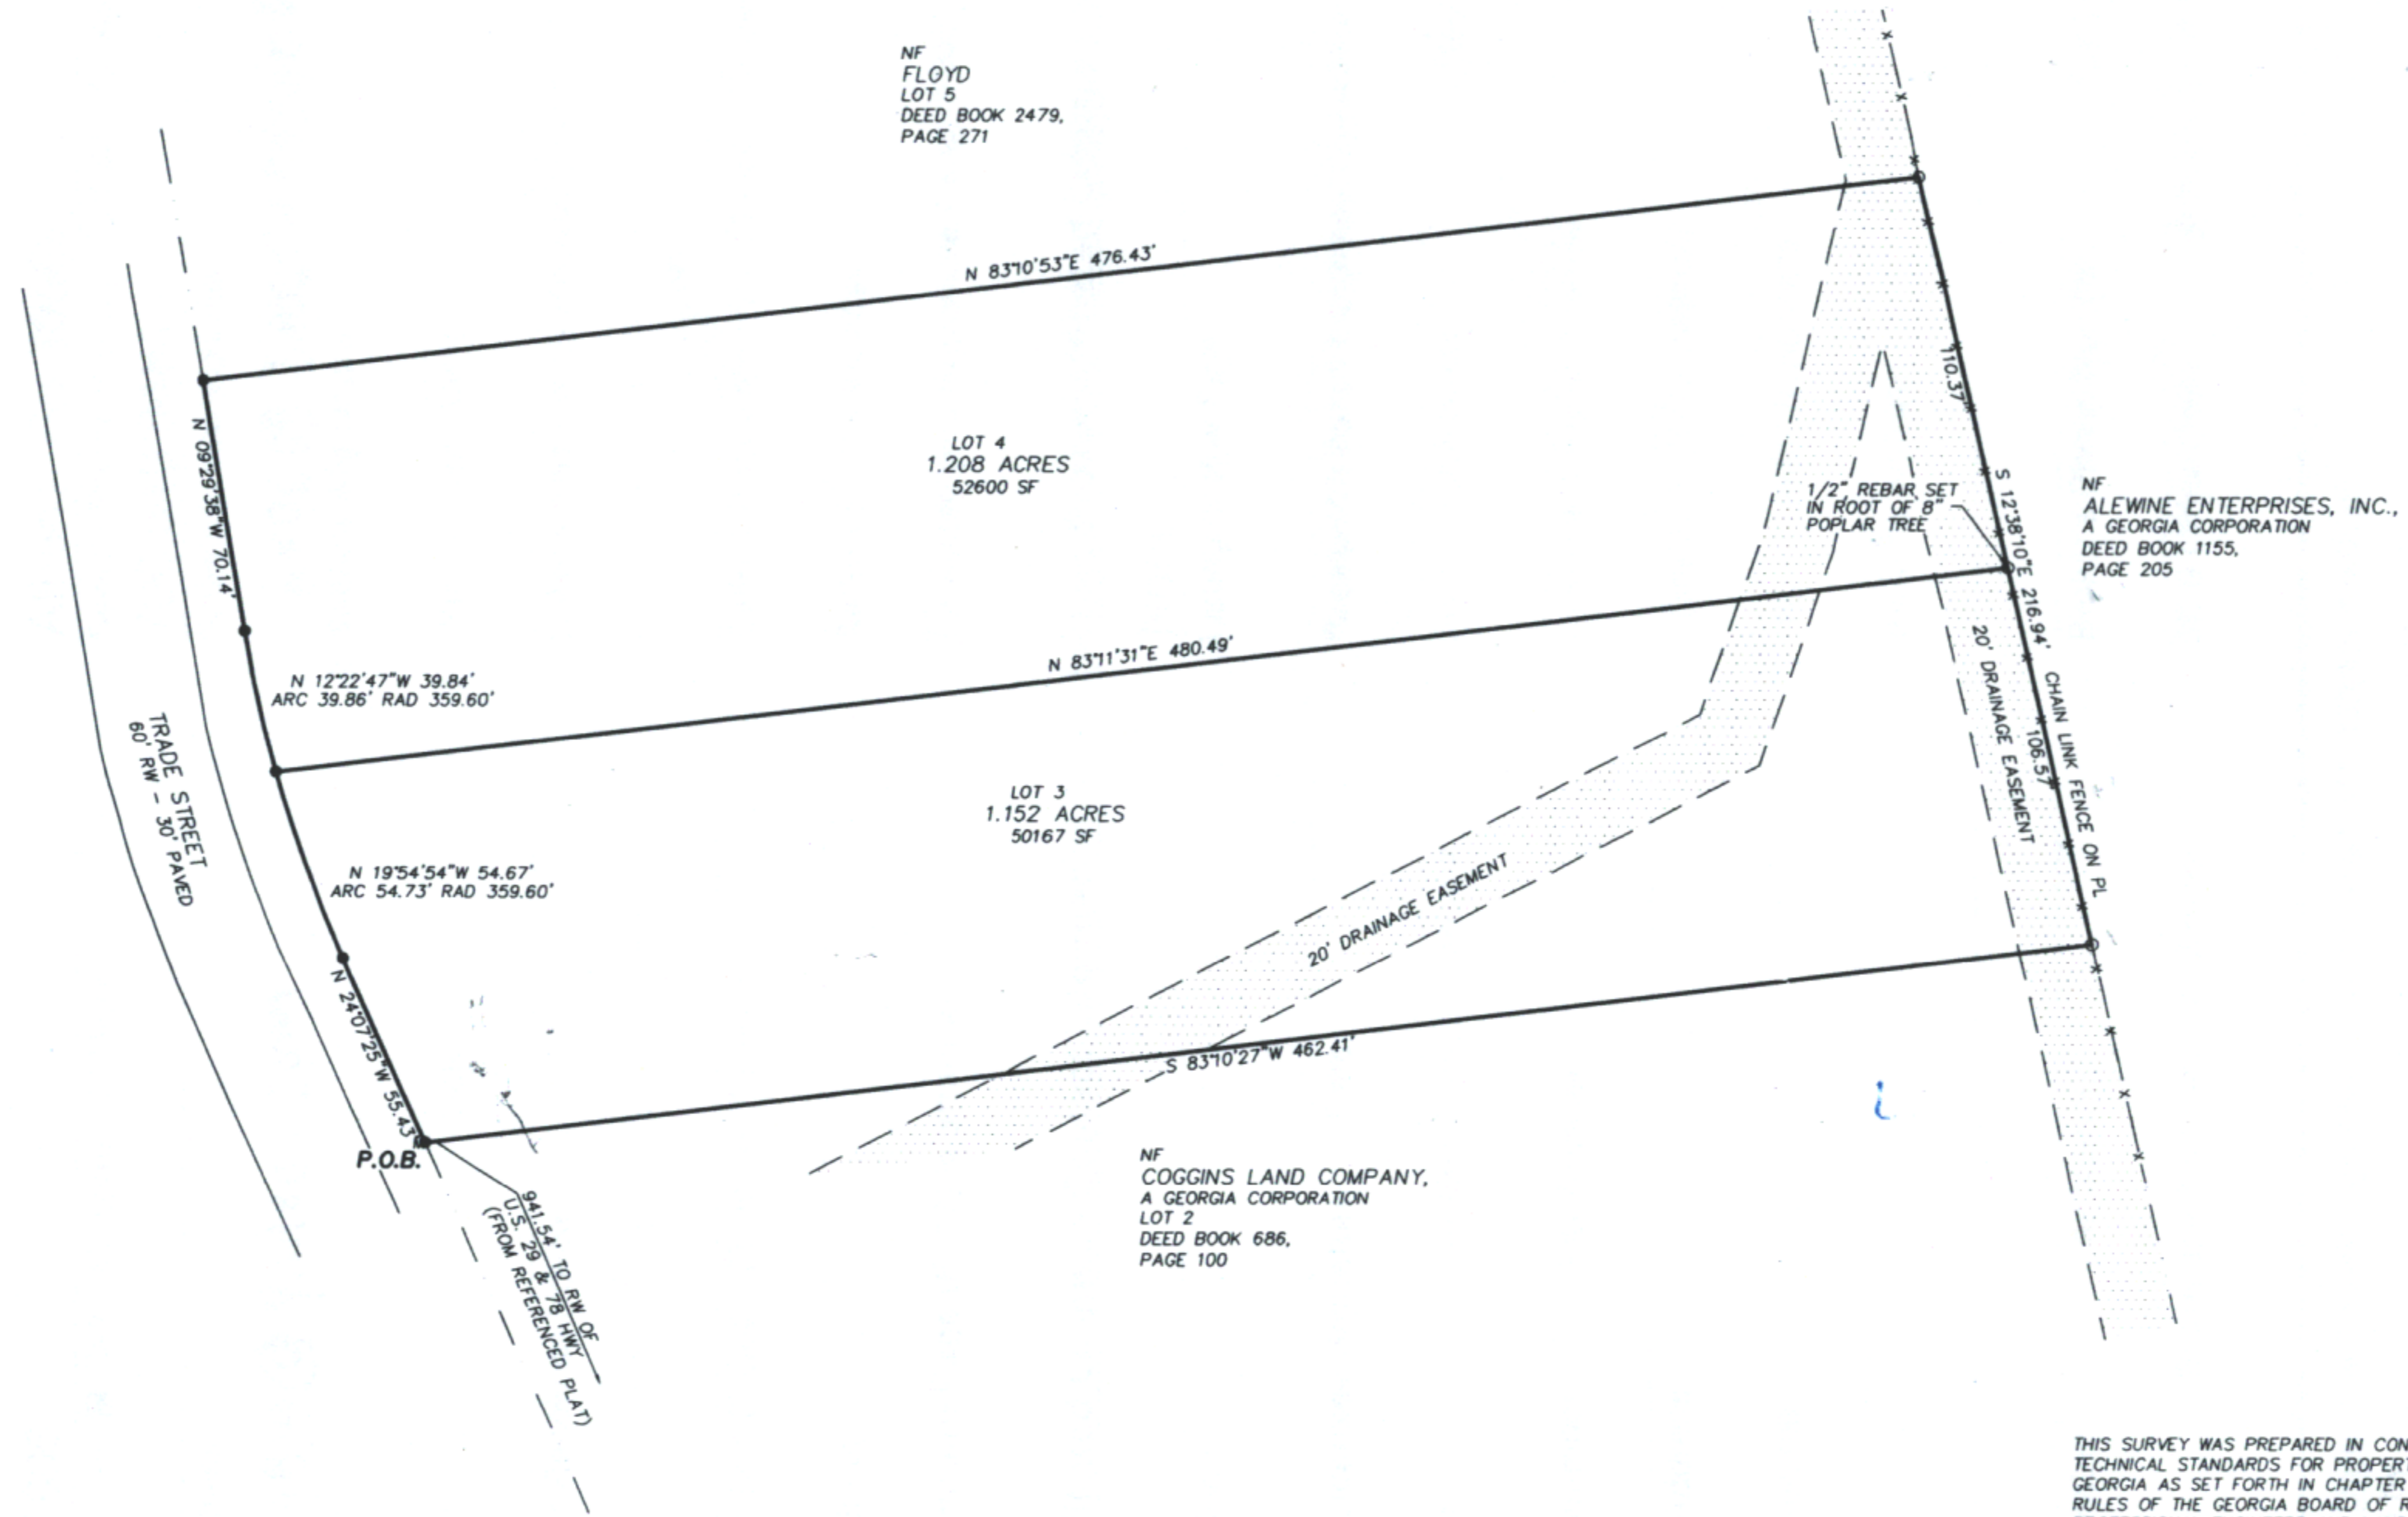 NF
FLOYD
LOT 5
DEED BOOK 2479,
PAGE 271
N 83°10'53"E 476.43'
N 09°29'38"W 70.14'
LOT 4
1.208 ACRES
52600 SF
110.37'
1/2" REBAR SET
IN ROOT OF 8"
POPLAR TREE
S 12°38'10"E 216.94'
NF
ALEWINE ENTERPRISES, INC.,
A GEORGIA CORPORATION
DEED BOOK 1155,
PAGE 205
N 12°22'47"W 39.84'
ARC 39.86' RAD 359.60'
N 83°11'31"E 480.49'
TRADE STREET
60' RW - 30' PAVED
20' DRAINAGE EASEMENT
106.57'
CHAIN LINK FENCE ON PL
LOT 3
1.152 ACRES
50167 SF
N 19°54'54"W 54.67'
ARC 54.73' RAD 359.60'
20' DRAINAGE EASEMENT
N 24°07'25"W 55.43'
S 83°10'27"W 462.41'
P.O.B.
941.54' TO RW OF
U.S. 29 & 78 HWY
(FROM REFERENCED PLAT)
NF
COGGINS LAND COMPANY,
A GEORGIA CORPORATION
LOT 2
DEED BOOK 686,
PAGE 100
THIS SURVEY WAS PREPARED IN CON
TECHNICAL STANDARDS FOR PROPERT
GEORGIA AS SET FORTH IN CHAPTER
RULES OF THE GEORGIA BOARD OF R